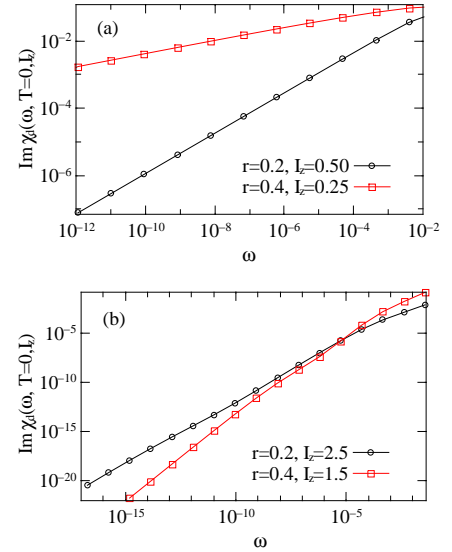 (a)
10⁻²
10⁻⁴
10⁻⁶
Im χd(ω, T=0,Iz)
r=0.2, Iz=0.50
r=0.4, Iz=0.25
10⁻¹² 10⁻¹⁰ 10⁻⁸ 10⁻⁶ 10⁻⁴ 10⁻²
ω
(b)
10⁻⁵
10⁻¹⁰
10⁻¹⁵
10⁻²⁰
Im χd(ω, T=0,Iz)
r=0.2, Iz=2.5
r=0.4, Iz=1.5
10⁻¹⁵ 10⁻¹⁰ 10⁻⁵
ω